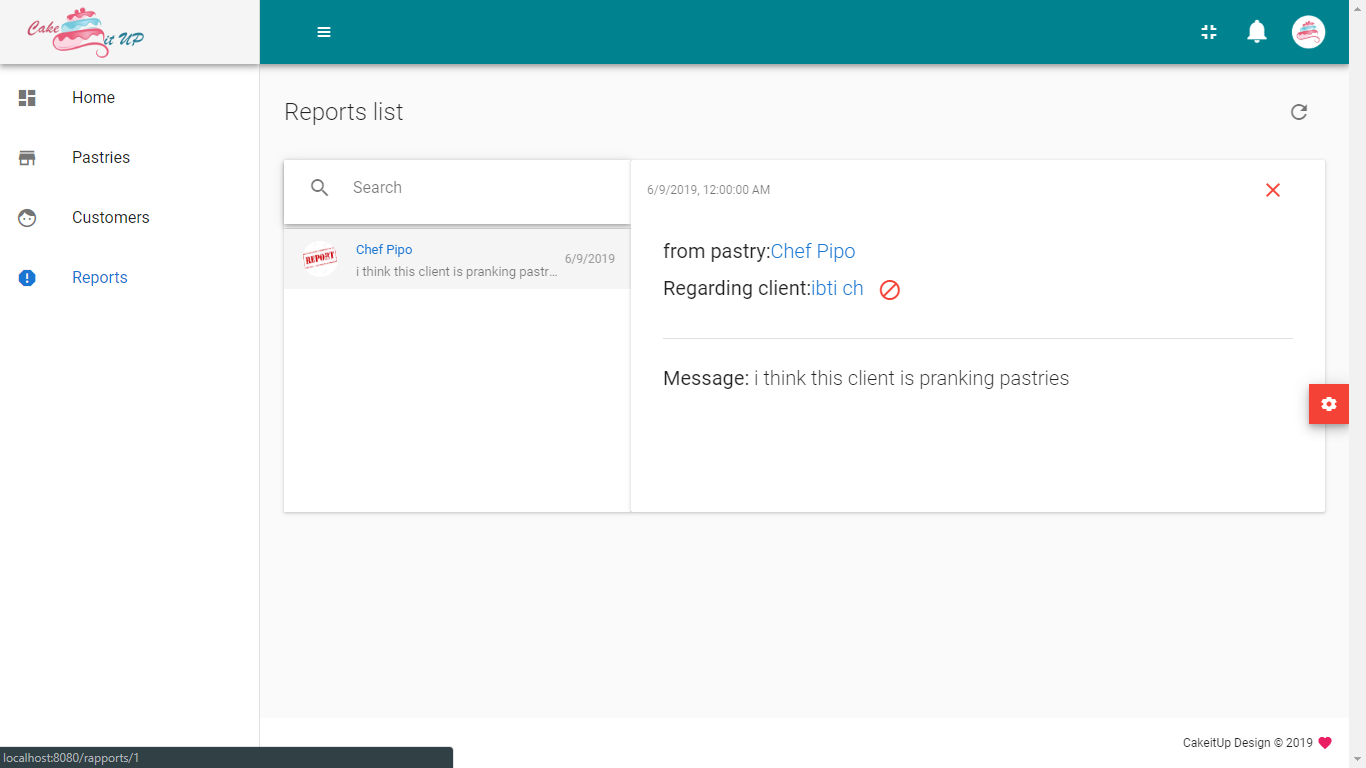 Cake
it UP
Home
Pastries
Customers
Reports
Reports list
Search
REPORT
Chef Pipo
6/9/2019
i think this client is pranking pastr...
6/9/2019, 12:00:00 AM
from pastry:Chef Pipo
Regarding client:ibti ch
Message: i think this client is pranking pastries
CakeitUp Design © 2019
localhost:8080/rapports/1